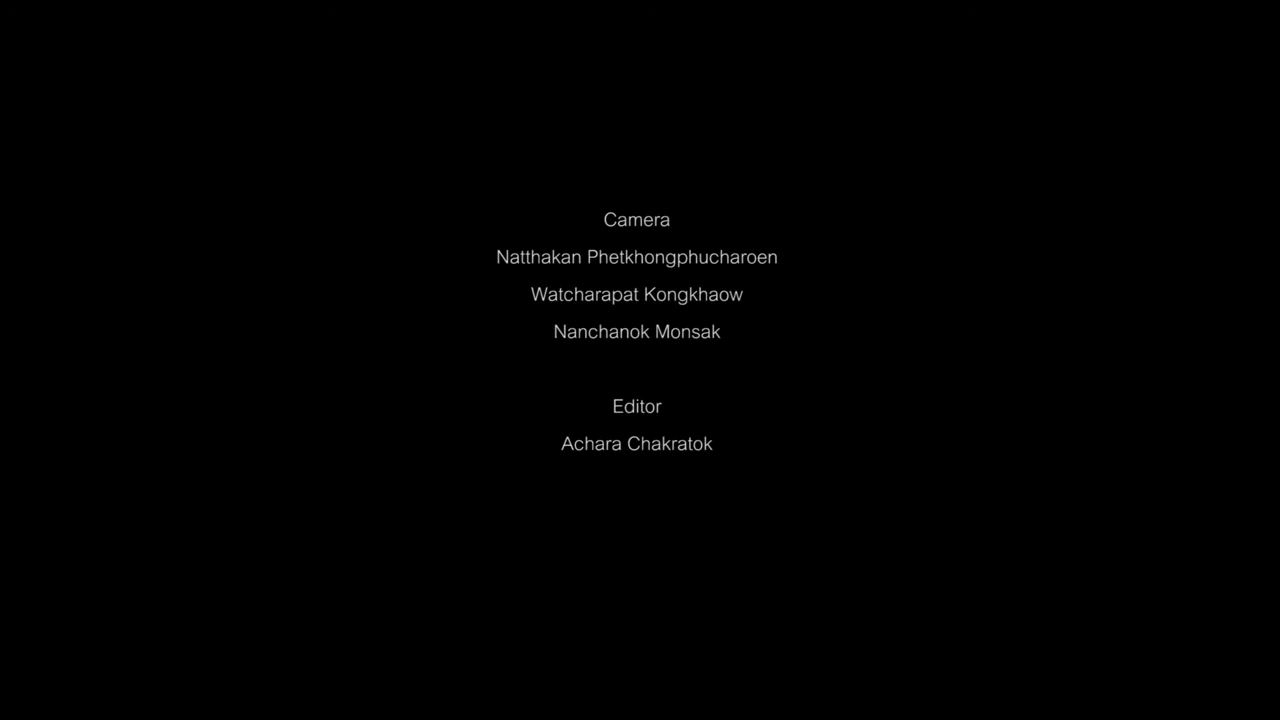 Camera
Natthakan Phetkhongphucharoen
Watcharapat Kongkhaow
Nanchanok Monsak
Editor
Achara Chakratok